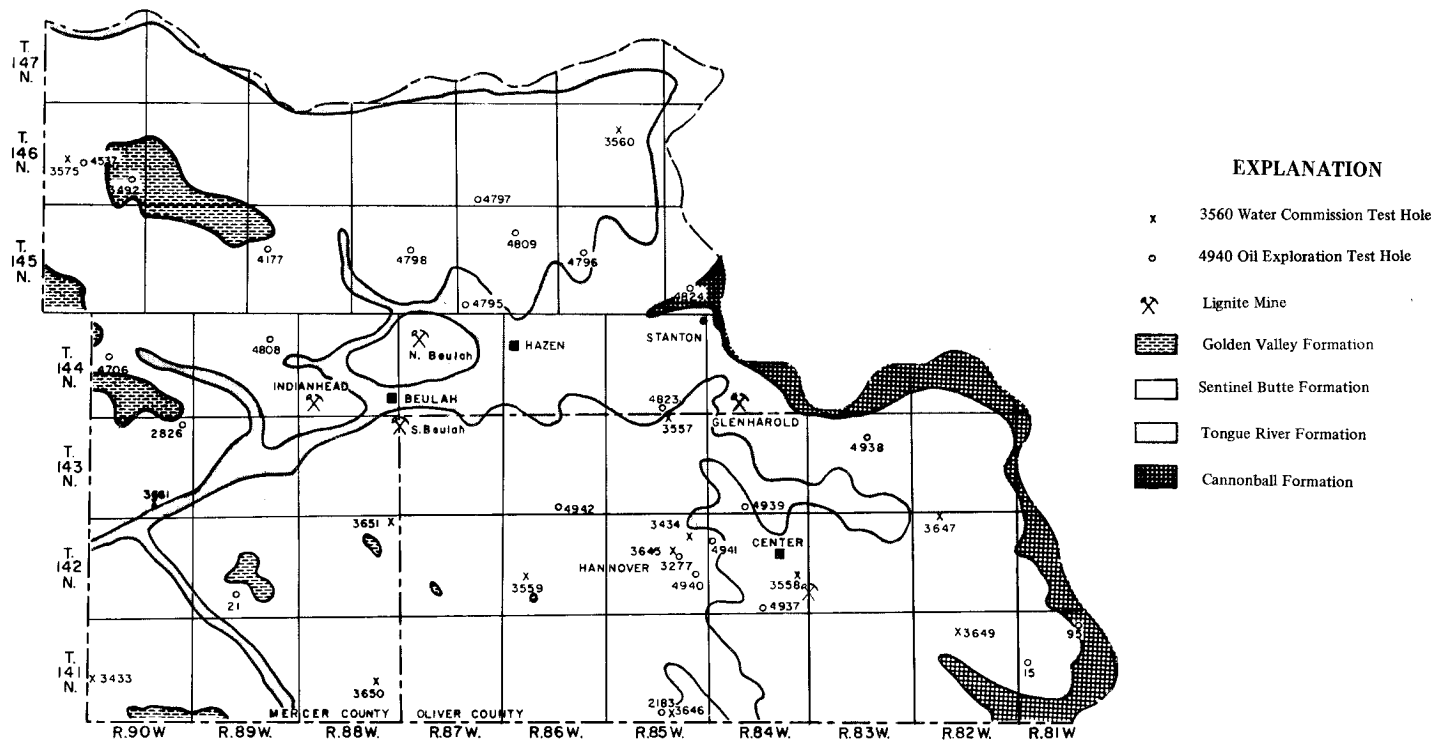 T.
147
N.
T.
146
N.
T.
145
N.
T.
144
N.
T.
143
N.
T.
142
N.
T.
141
N.
3560
3575
4537
3492
4797
4809
4177
4798
4796
4795
4824
STANTON
4808
N. Beulah
HAZEN
4706
INDIANHEAD
BEULAH
4823
2826
S. Beulah
3557
GLENHAROLD
4938
3661
4942
4939
3651
3434
3647
CENTER
4941
3645
HANNOVER
3277
3559
4940
3558
21
4937
3649
95
15
3433
3650
2183
3646
MERCER COUNTY
OLIVER COUNTY
R.90W.
R.89W.
R.88W.
R.87W.
R.86W.
R.85W.
R.84W.
R.83W.
R.82W.
R.81W
EXPLANATION
x 3560 Water Commission Test Hole
o 4940 Oil Exploration Test Hole
Lignite Mine
Golden Valley Formation
Sentinel Butte Formation
Tongue River Formation
Cannonball Formation